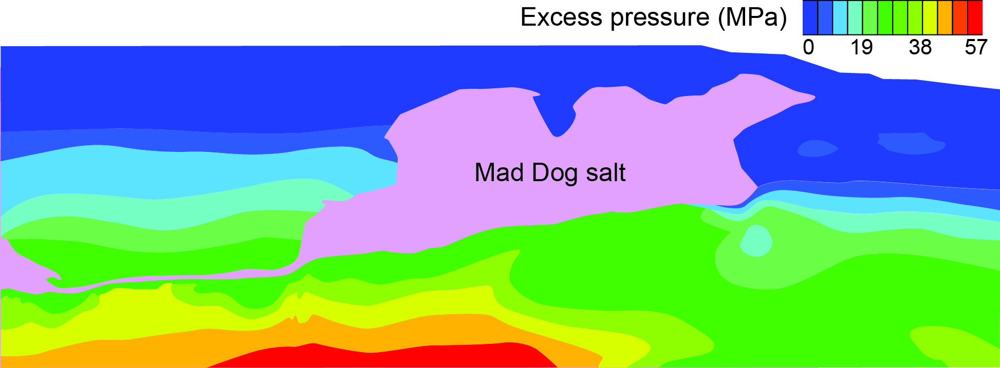 Excess pressure (MPa)
0 19 38 57
Mad Dog salt